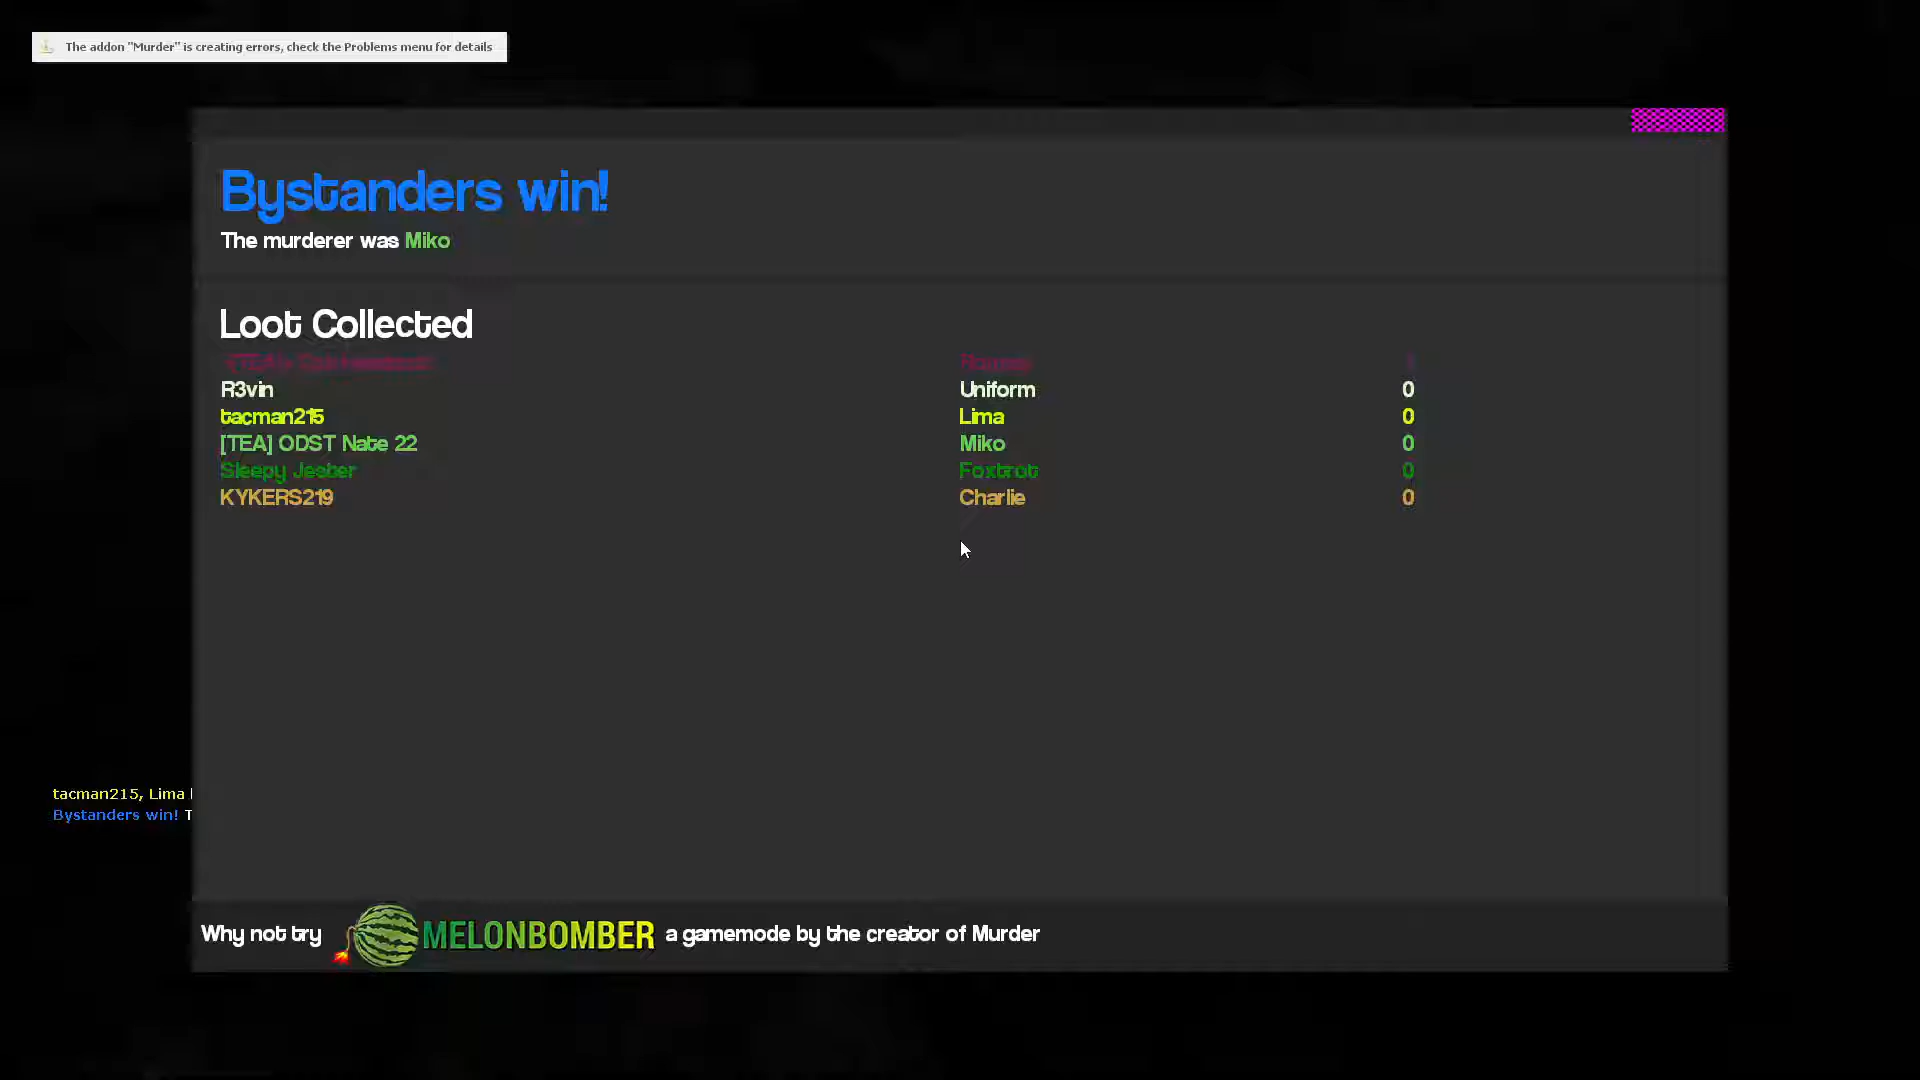 The addon "Murder" is creating errors, check the Problems menu for details
Bystanders win!
The murderer was Miko
Loot Collected
R3vin Uniform 0
tacman215 Lima 0
[TEA] ODST Nate 22 Miko 0
Sleepy Jester Foxtrot 0
KYKERS219 Charlie 0
tacman215, Lima
Bystanders win! T
Why not try MELONBOMBER a gamemode by the creator of Murder